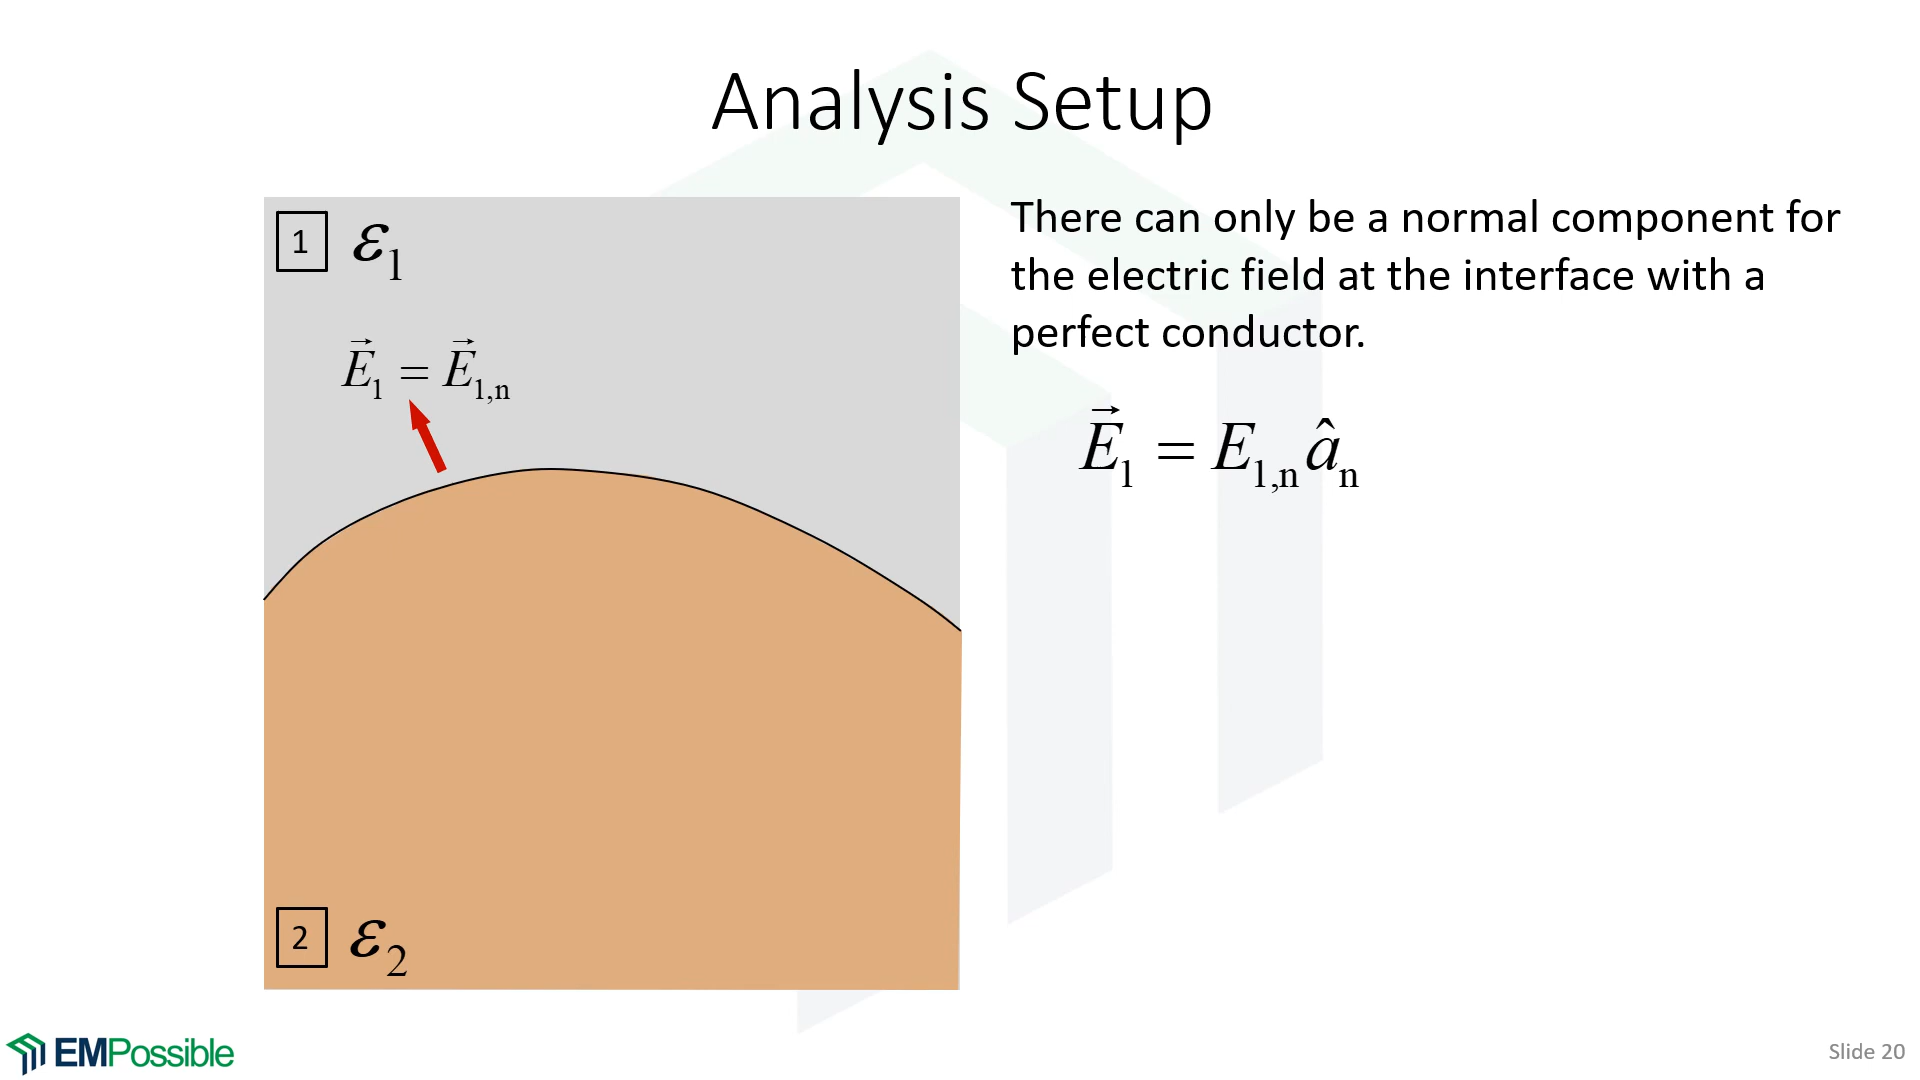 Analysis Setup
1 ε₁
E⃗₁ = E⃗₁,ₙ
2 ε₂
There can only be a normal component for
the electric field at the interface with a
perfect conductor.
E⃗₁ = E₁,ₙ âₙ
EMPossible
Slide 20